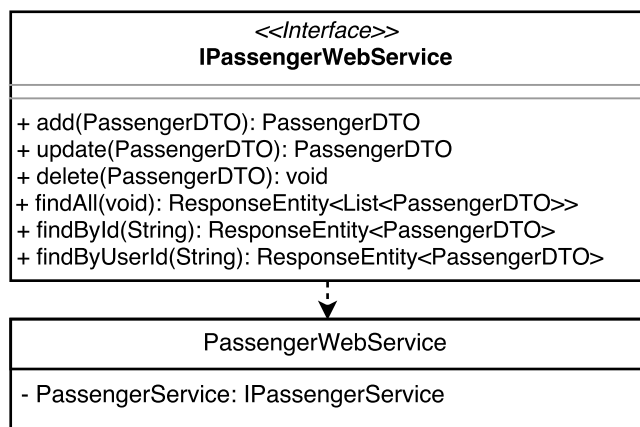 <<Interface>>
IPassengerWebService
+ add(PassengerDTO): PassengerDTO
+ update(PassengerDTO): PassengerDTO
+ delete(PassengerDTO): void
+ findAll(void): ResponseEntity<List<PassengerDTO>>
+ findById(String): ResponseEntity<PassengerDTO>
+ findByUserId(String): ResponseEntity<PassengerDTO>
PassengerWebService
- PassengerService: IPassengerService